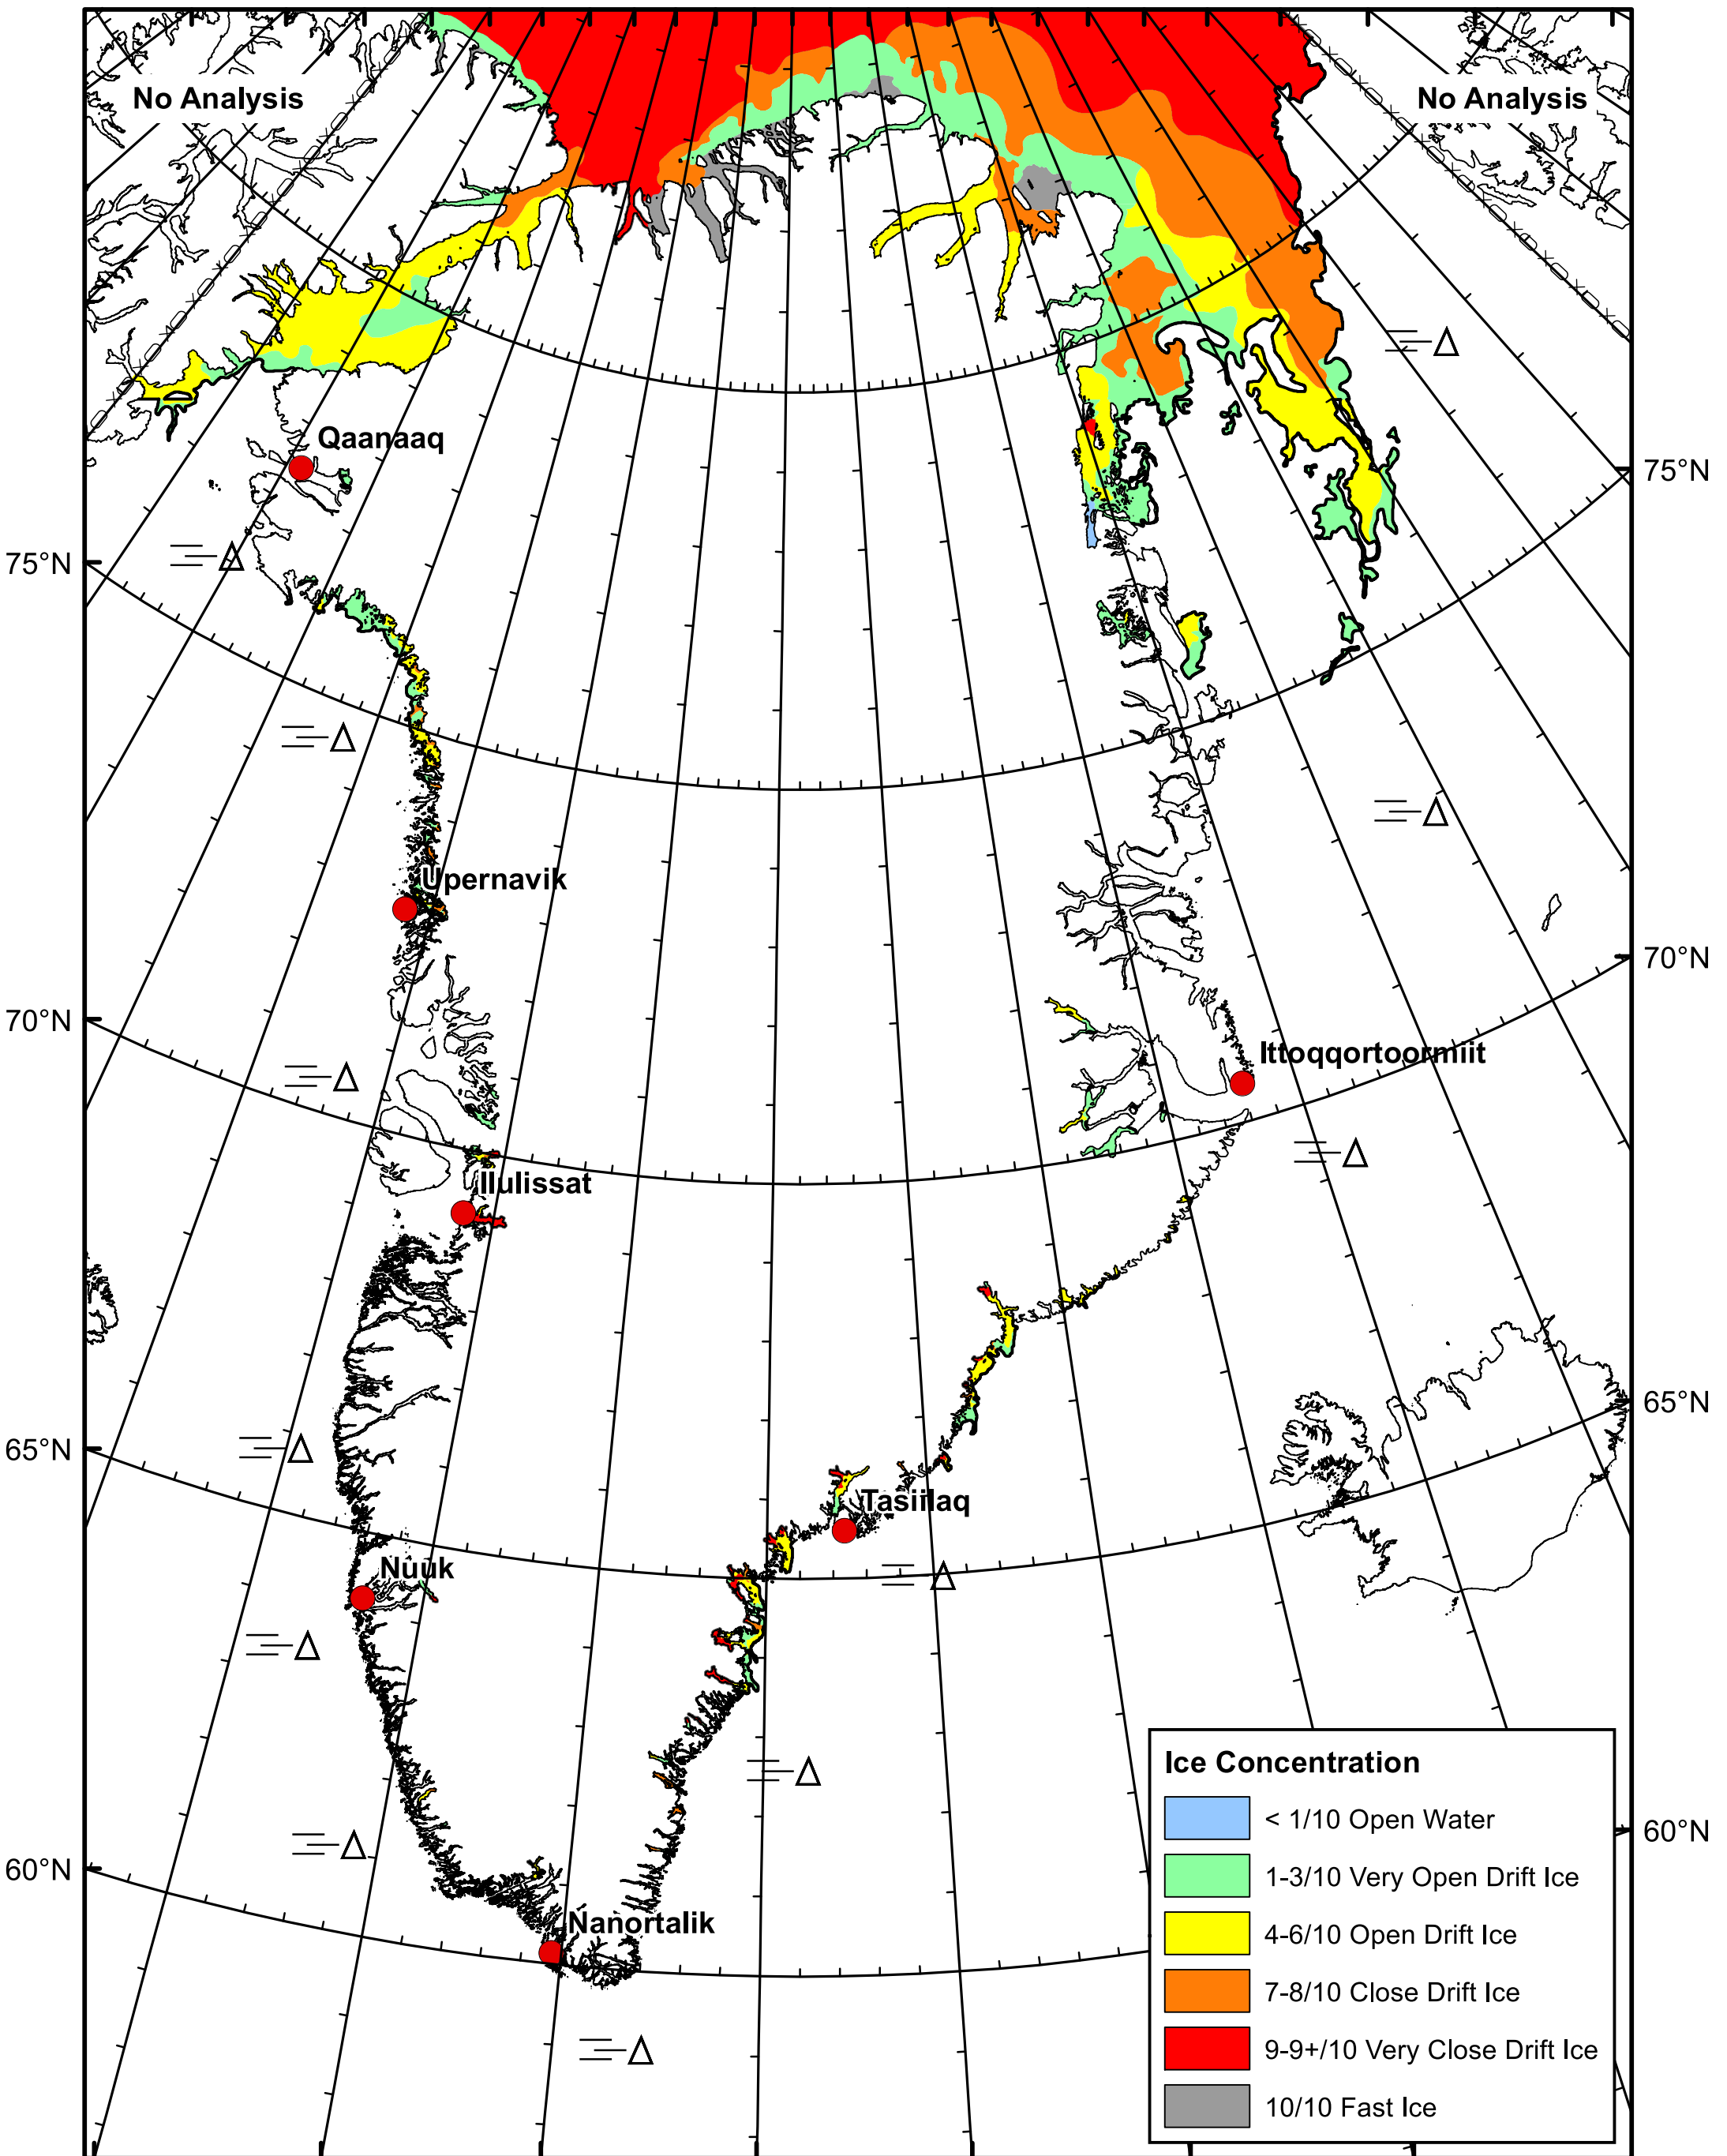 No Analysis
No Analysis
Qaanaaq
75°N
75°N
Upernavik
70°N
70°N
Ittoqqortoormiit
Ilulissat
65°N
65°N
Tasiilaq
Nuuk
60°N
60°N
Nanortalik
Ice Concentration
< 1/10 Open Water
1-3/10 Very Open Drift Ice
4-6/10 Open Drift Ice
7-8/10 Close Drift Ice
9-9+/10 Very Close Drift Ice
10/10 Fast Ice